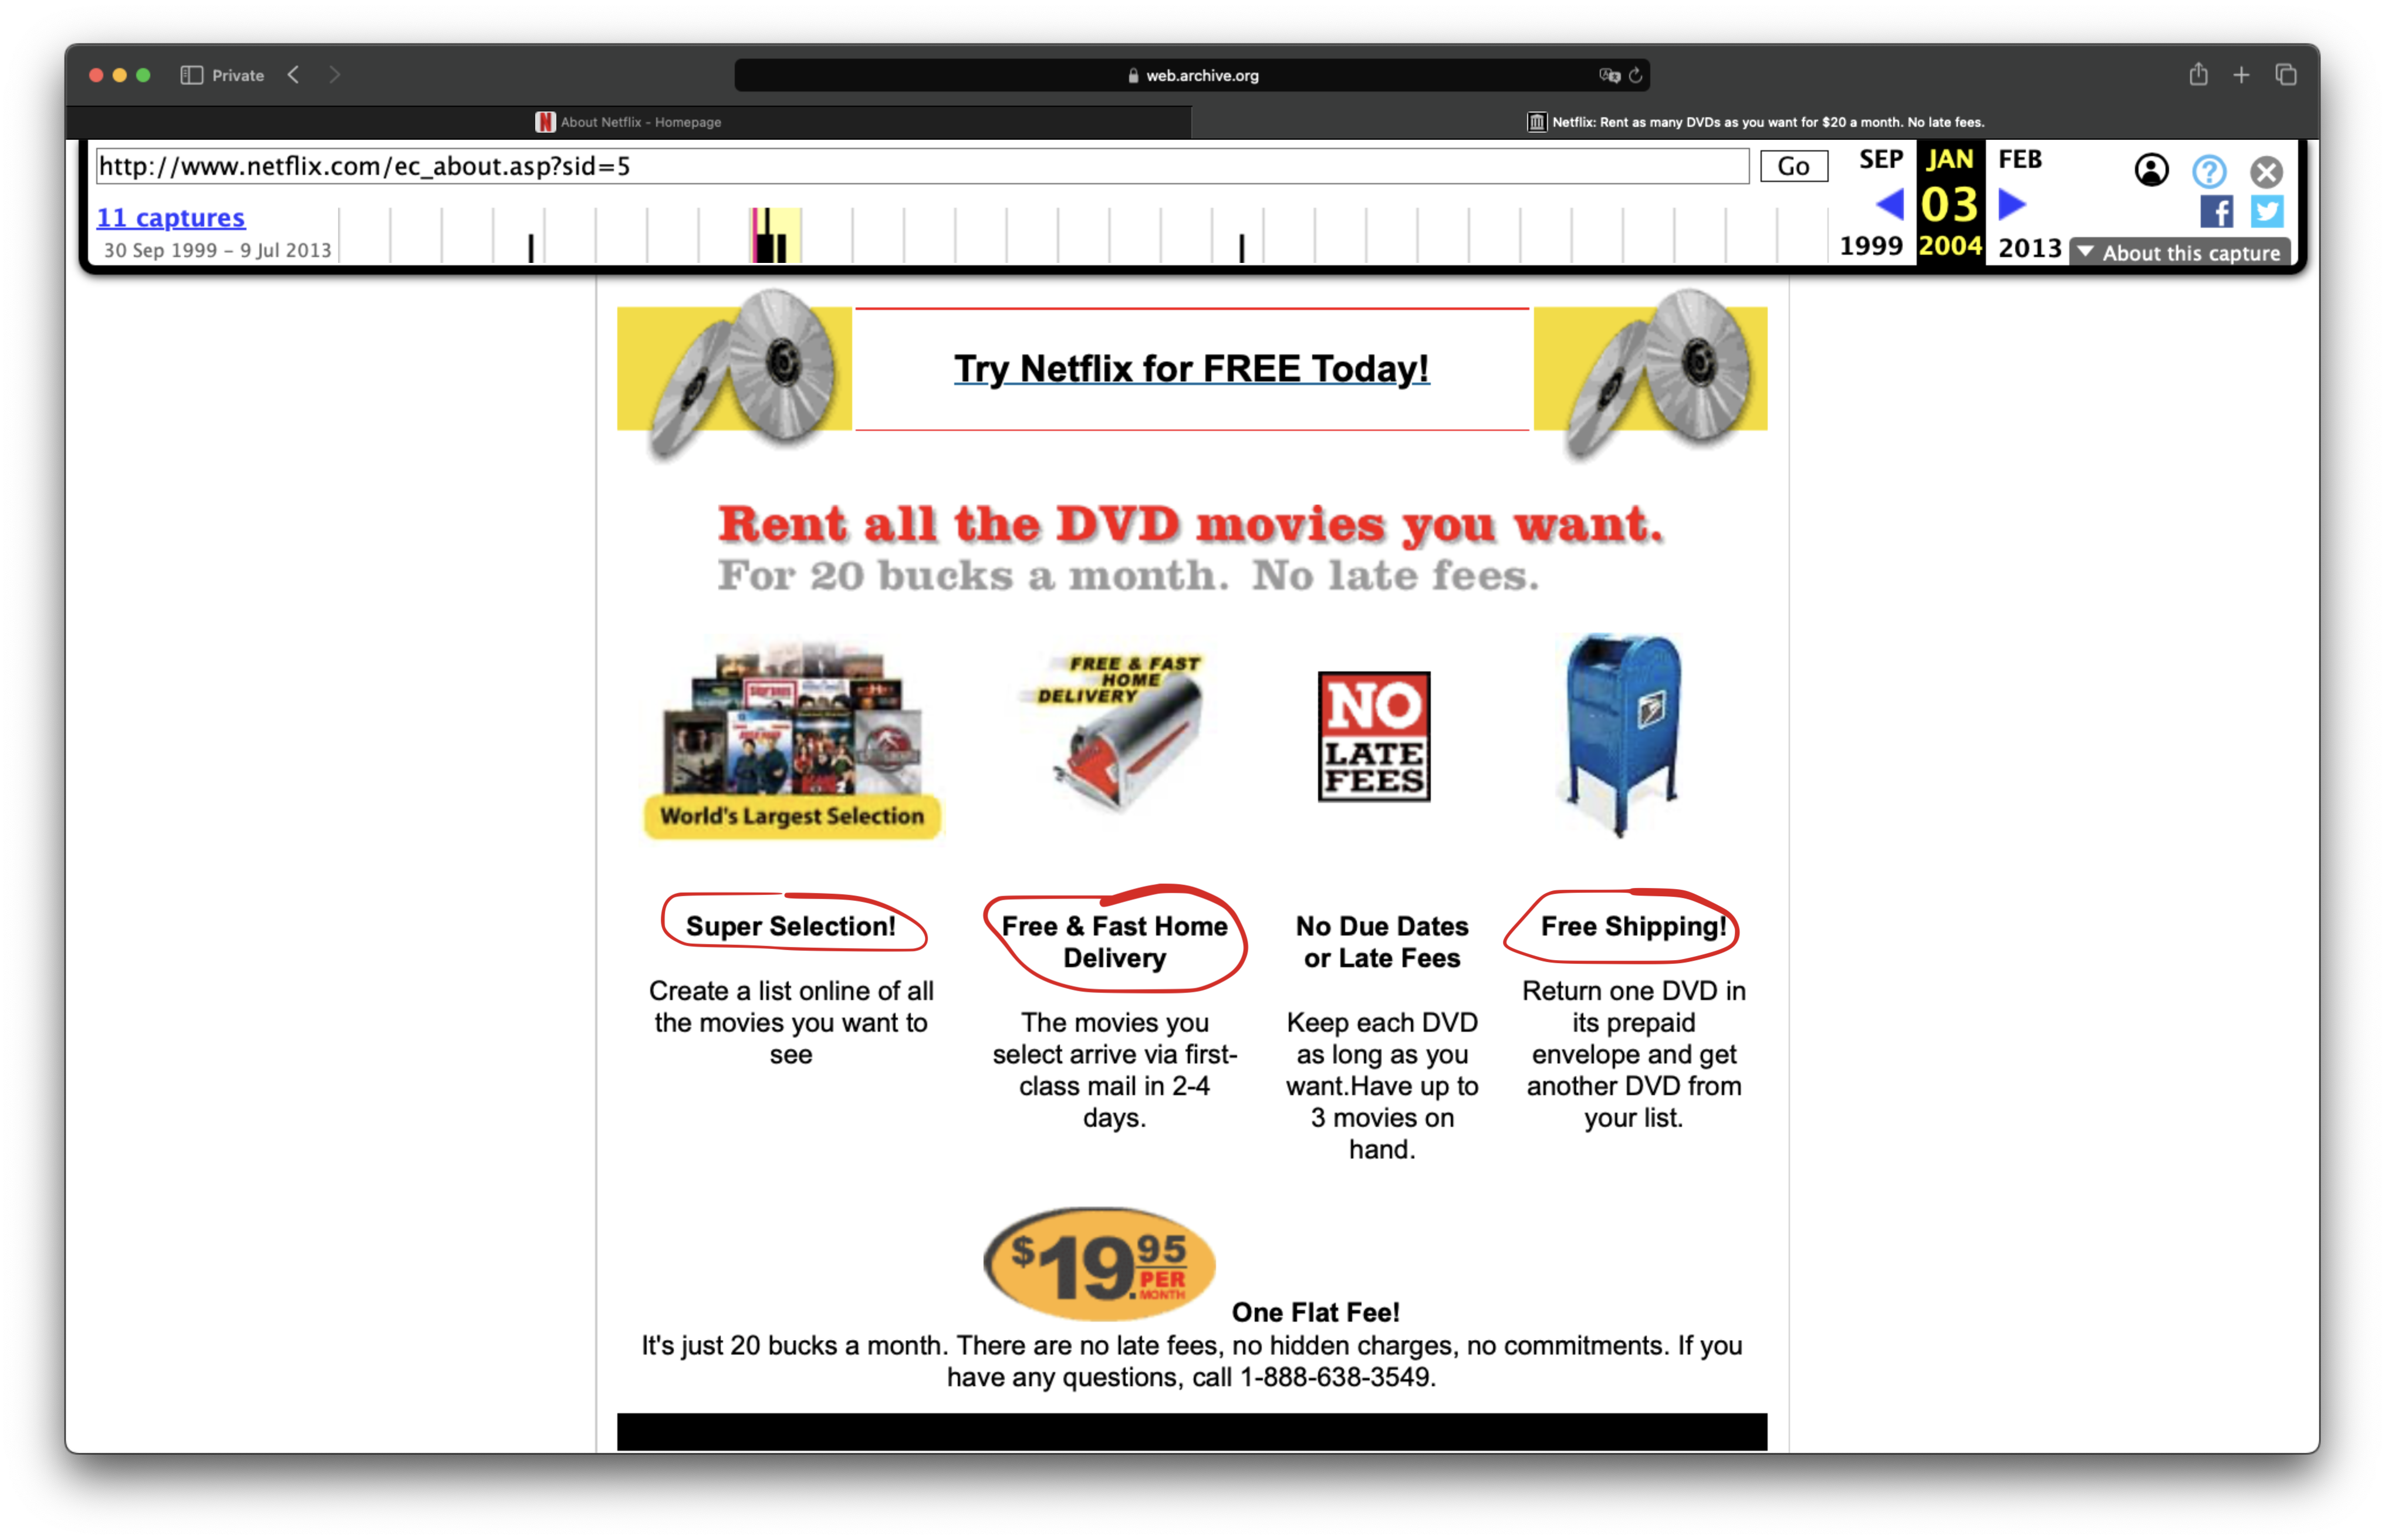 Private
web.archive.org
About Netflix - Homepage
Netflix: Rent as many DVDs as you want for $20 a month. No late fees.
http://www.netflix.com/ec_about.asp?sid=5
Go
SEP
JAN
FEB
11 captures
03
30 Sep 1999 – 9 Jul 2013
1999
2004
2013
About this capture
Try Netflix for FREE Today!
Rent all the DVD movies you want.
For 20 bucks a month. No late fees.
FREE & FAST
HOME
DELIVERY
NO
LATE
FEES
World's Largest Selection
Super Selection!
Create a list online of all
the movies you want to
see
Free & Fast Home
Delivery
The movies you
select arrive via first-
class mail in 2-4
days.
No Due Dates
or Late Fees
Keep each DVD
as long as you
want.Have up to
3 movies on
hand.
Free Shipping!
Return one DVD in
its prepaid
envelope and get
another DVD from
your list.
$19.95
PER
MONTH
One Flat Fee!
It's just 20 bucks a month. There are no late fees, no hidden charges, no commitments. If you
have any questions, call 1-888-638-3549.